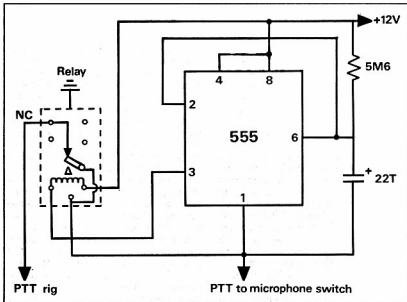 +12V
Relay
4 8
5M6
NC
2
555
6
3
+
22T
1
PTT rig
PTT to microphone switch